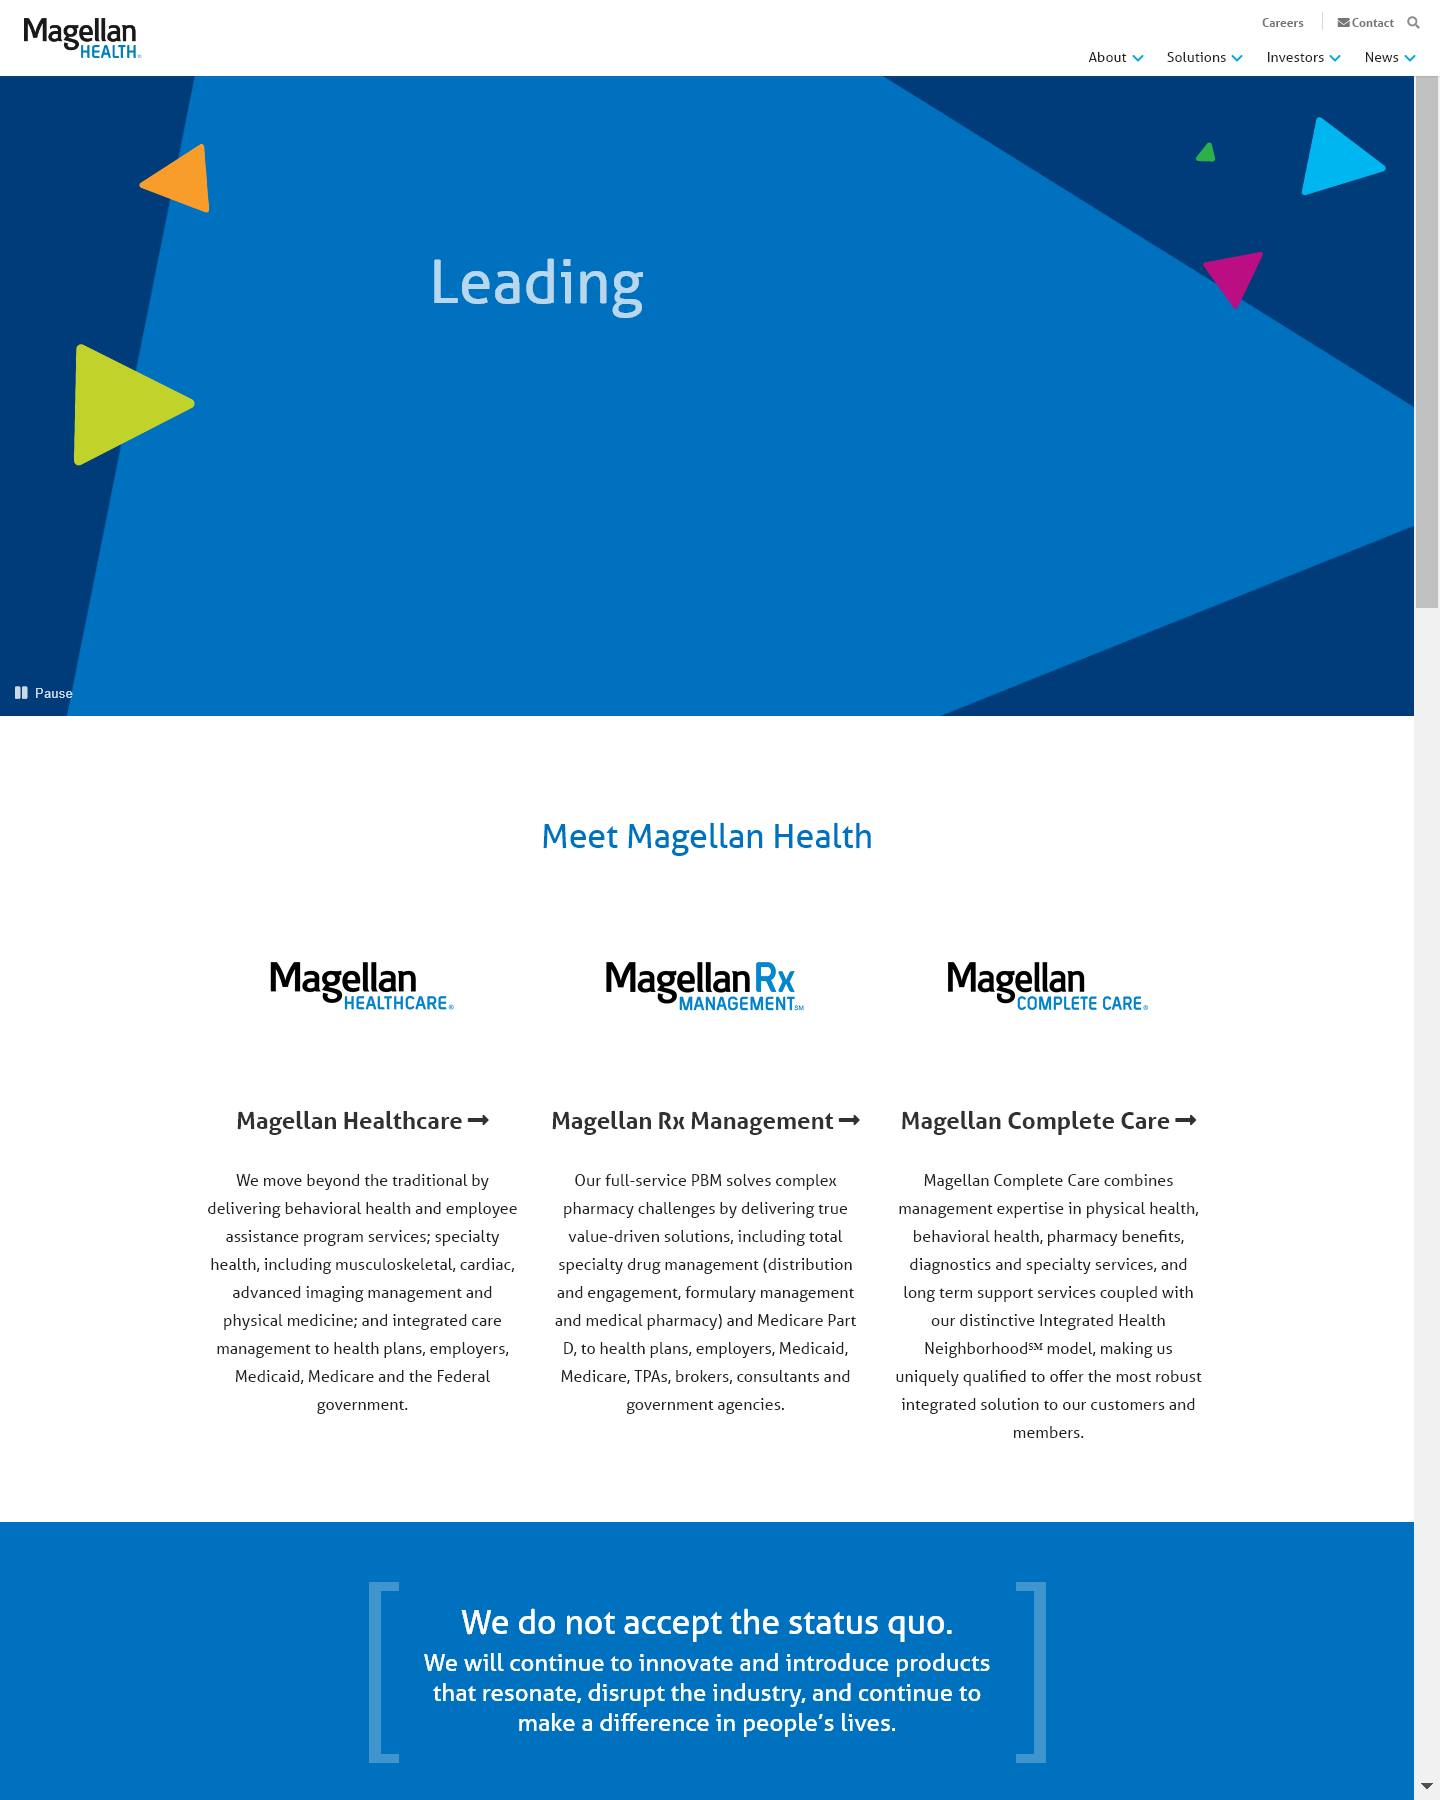 Magellan
HEALTH
Careers
Contact
About
Solutions
Investors
News
Leading
Pause
Meet Magellan Health
Magellan
HEALTHCARE®
Magellan Rx
MANAGEMENT℠
Magellan
COMPLETE CARE®
Magellan Healthcare
We move beyond the traditional by
delivering behavioral health and employee
assistance program services; specialty
health, including musculoskeletal, cardiac,
advanced imaging management and
physical medicine; and integrated care
management to health plans, employers,
Medicaid, Medicare and the Federal
government.
Magellan Rx Management
Our full-service PBM solves complex
pharmacy challenges by delivering true
value-driven solutions, including total
specialty drug management (distribution
and engagement, formulary management
and medical pharmacy) and Medicare Part
D, to health plans, employers, Medicaid,
Medicare, TPAs, brokers, consultants and
government agencies.
Magellan Complete Care
Magellan Complete Care combines
management expertise in physical health,
behavioral health, pharmacy benefits,
diagnostics and specialty services, and
long term support services coupled with
our distinctive Integrated Health
Neighborhood℠ model, making us
uniquely qualified to offer the most robust
integrated solution to our customers and
members.
We do not accept the status quo.
We will continue to innovate and introduce products
that resonate, disrupt the industry, and continue to
make a difference in people’s lives.